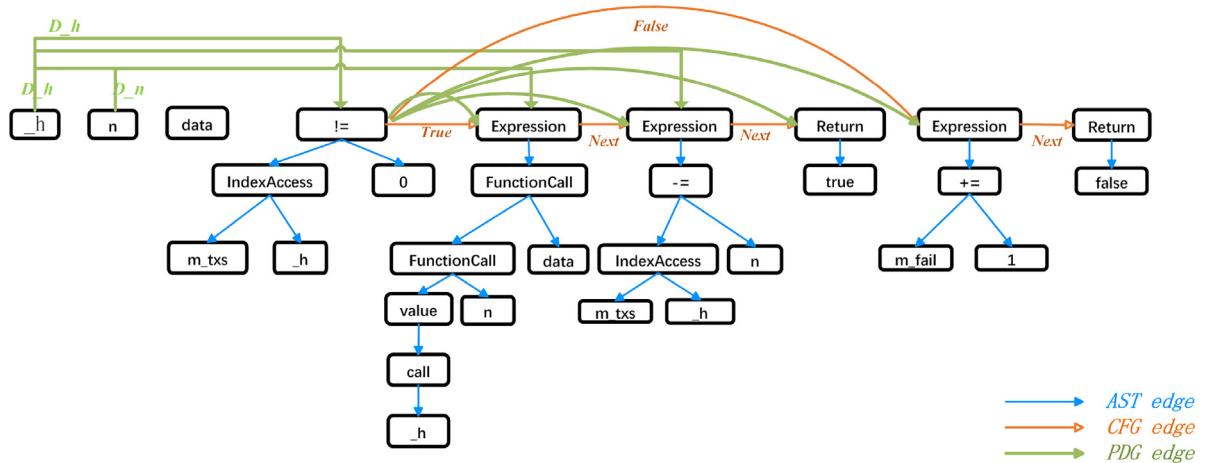 D_h
False
D_h
D_n
_h
n
data
!=
True
Expression
Next
Expression
Next
Return
Expression
Next
Return
IndexAccess
0
FunctionCall
-=
true
+=
false
m_txs
_h
FunctionCall
data
IndexAccess
n
m_fail
1
value
n
m_txs
_h
call
_h
AST edge
CFG edge
PDG edge